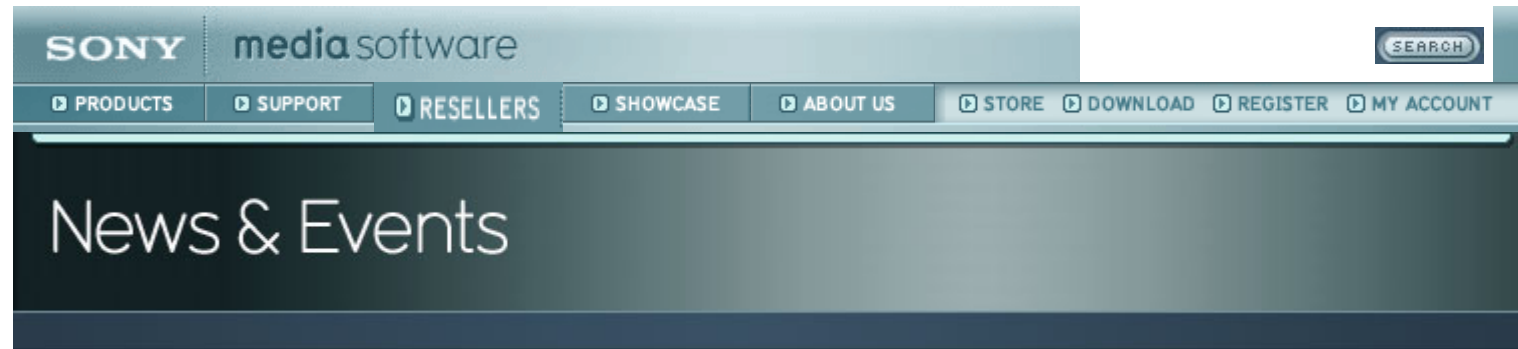 SONY media software
SEARCH
PRODUCTS SUPPORT RESELLERS SHOWCASE ABOUT US STORE DOWNLOAD REGISTER MY ACCOUNT
News & Events